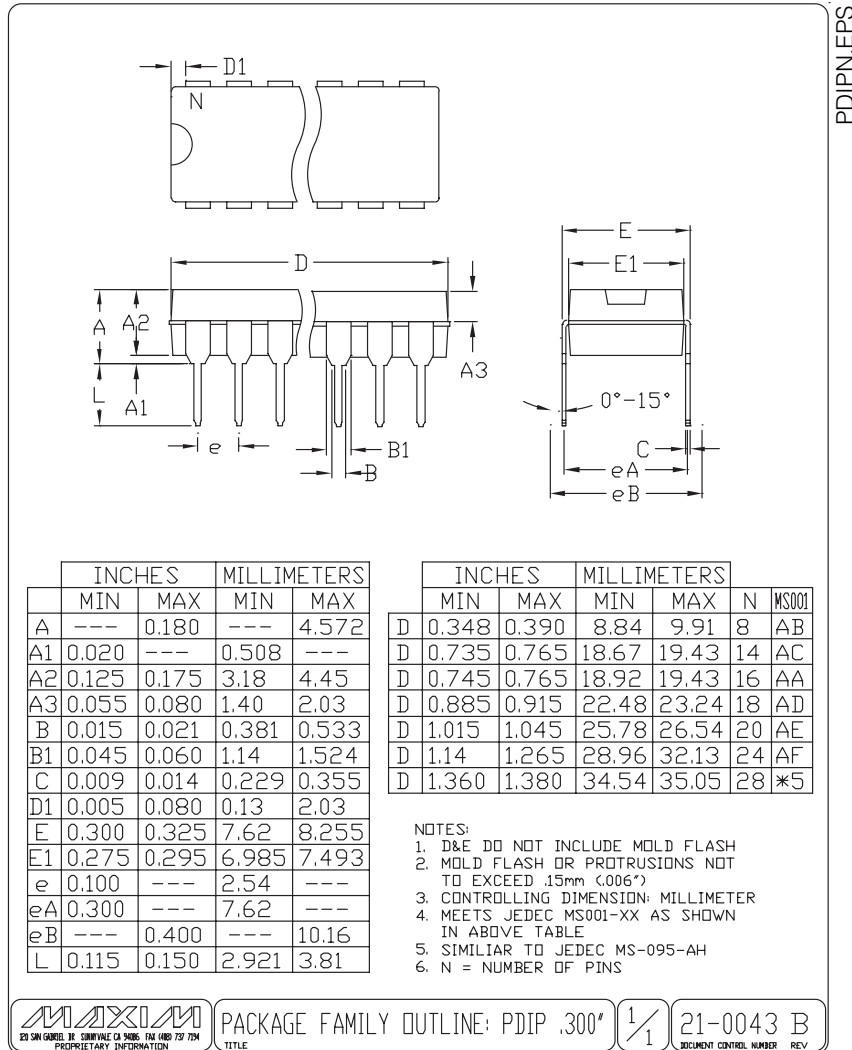 PDIPN.EPS
D1
N
D
E
E1
A
A2
A3
L
A1
0°-15°
e
B1
B
C
eA
eB
INCHES MILLIMETERS
MIN MAX MIN MAX
A --- 0.180 --- 4.572
A1 0.020 --- 0.508 ---
A2 0.125 0.175 3.18 4.45
A3 0.055 0.080 1.40 2.03
B 0.015 0.021 0.381 0.533
B1 0.045 0.060 1.14 1.524
C 0.009 0.014 0.229 0.355
D1 0.005 0.080 0.13 2.03
E 0.300 0.325 7.62 8.255
E1 0.275 0.295 6.985 7.493
e 0.100 --- 2.54 ---
eA 0.300 --- 7.62 ---
eB --- 0.400 --- 10.16
L 0.115 0.150 2.921 3.81
INCHES MILLIMETERS
MIN MAX MIN MAX N MS001
D 0.348 0.390 8.84 9.91 8 AB
D 0.735 0.765 18.67 19.43 14 AC
D 0.745 0.765 18.92 19.43 16 AA
D 0.885 0.915 22.48 23.24 18 AD
D 1.015 1.045 25.78 26.54 20 AE
D 1.14 1.265 28.96 32.13 24 AF
D 1.360 1.380 34.54 35.05 28 *5
NOTES:
1. D&E DO NOT INCLUDE MOLD FLASH
2. MOLD FLASH OR PROTRUSIONS NOT
TO EXCEED .15mm (.006")
3. CONTROLLING DIMENSION: MILLIMETER
4. MEETS JEDEC MS001-XX AS SHOWN
IN ABOVE TABLE
5. SIMILIAR TO JEDEC MS-095-AH
6. N = NUMBER OF PINS
MAXIM
120 SAN GABRIEL DR SUNNYVALE CA 94086 FAX (408) 737 7194
PROPRIETARY INFORMATION
PACKAGE FAMILY OUTLINE: PDIP .300"
TITLE
1/1
21-0043 B
DOCUMENT CONTROL NUMBER REV